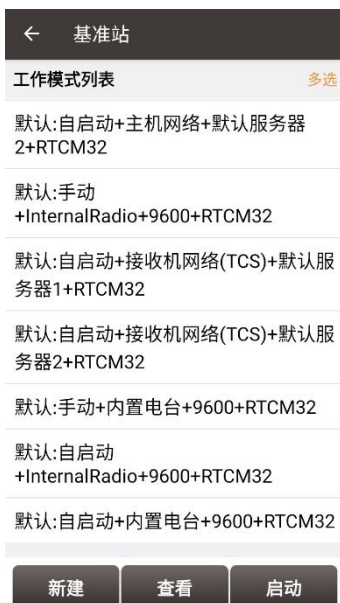 ← 基准站
工作模式列表 多选
默认:自启动+主机网络+默认服务器
2+RTCM32
默认:手动
+InternalRadio+9600+RTCM32
默认:自启动+接收机网络(TCS)+默认服
务器1+RTCM32
默认:自启动+接收机网络(TCS)+默认服
务器2+RTCM32
默认:手动+内置电台+9600+RTCM32
默认:自启动
+InternalRadio+9600+RTCM32
默认:自启动+内置电台+9600+RTCM32
新建 查看 启动